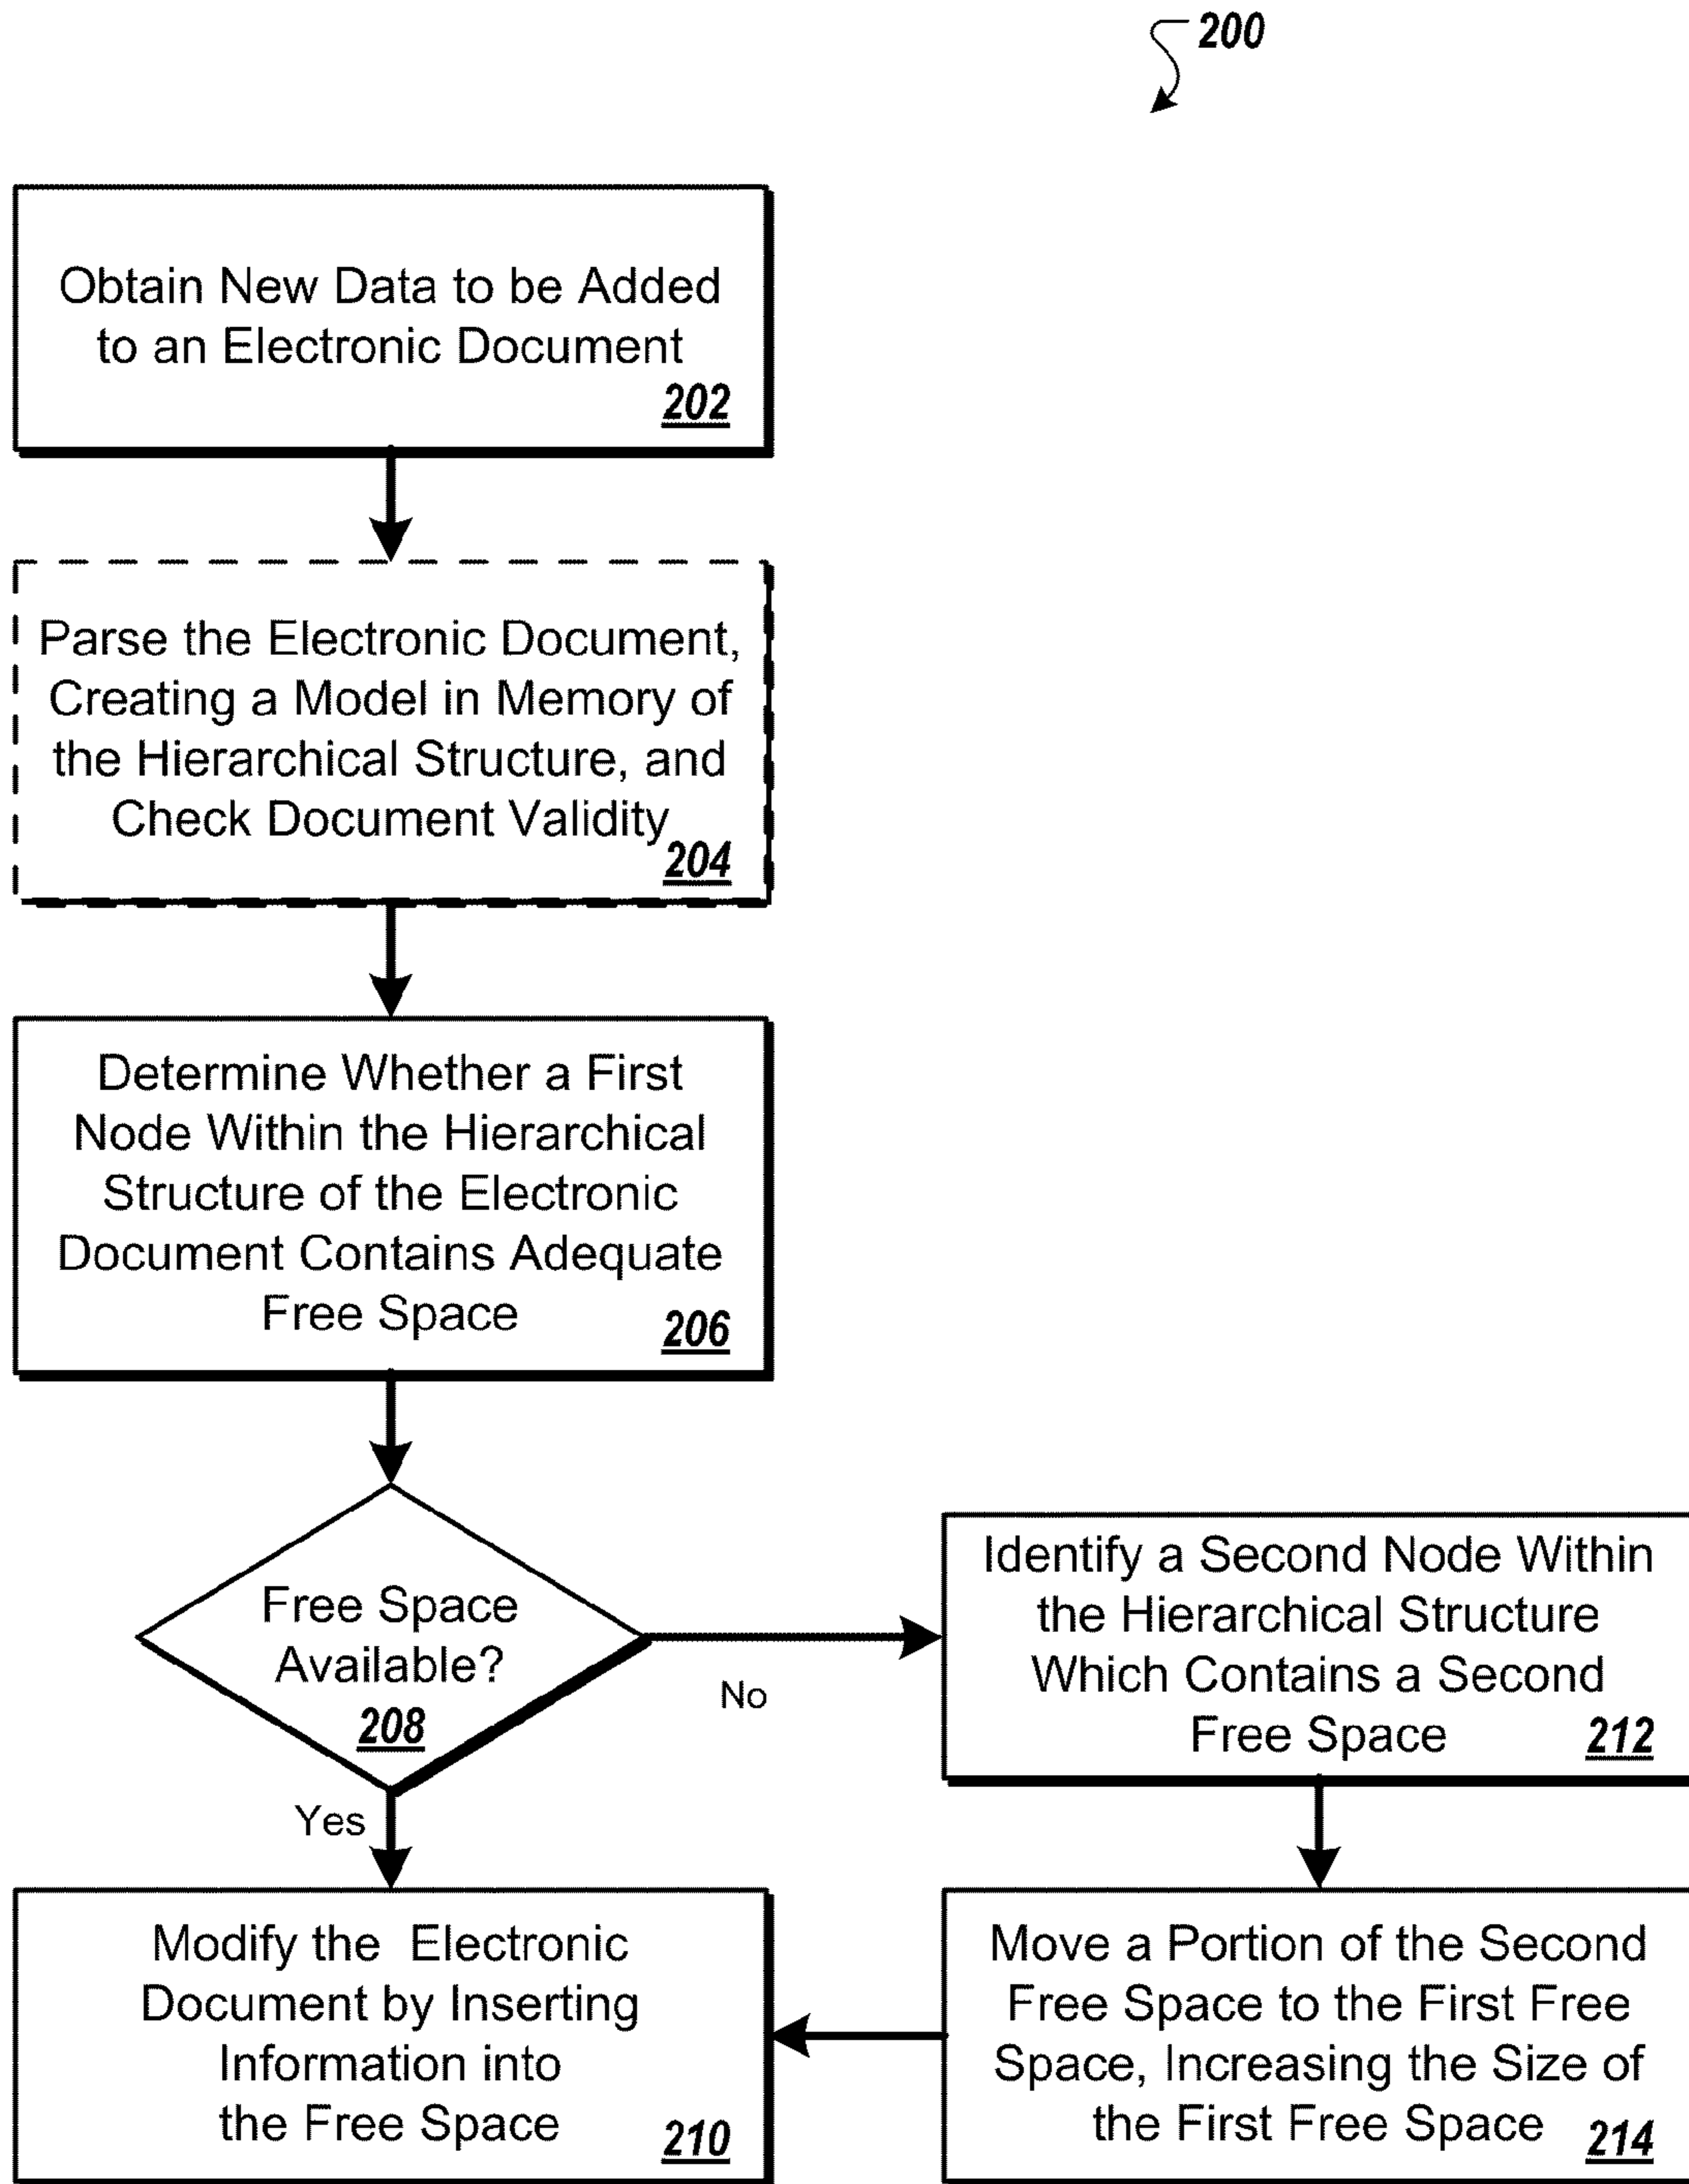 200
Obtain New Data to be Added
to an Electronic Document
202
Parse the Electronic Document,
Creating a Model in Memory of
the Hierarchical Structure, and
Check Document Validity
204
Determine Whether a First
Node Within the Hierarchical
Structure of the Electronic
Document Contains Adequate
Free Space
206
Free Space
Available?
208
No
Yes
Identify a Second Node Within
the Hierarchical Structure
Which Contains a Second
Free Space
212
Modify the Electronic
Document by Inserting
Information into
the Free Space
210
Move a Portion of the Second
Free Space to the First Free
Space, Increasing the Size of
the First Free Space
214